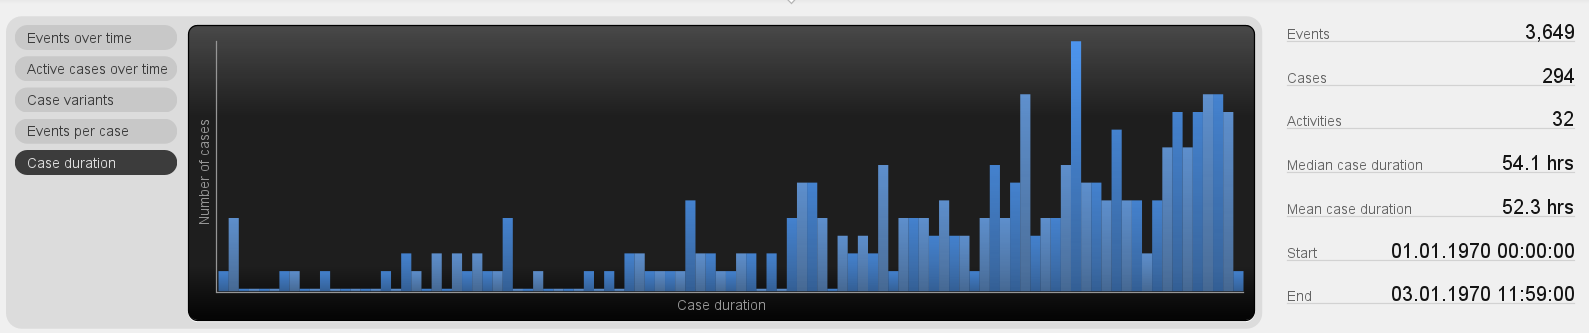 Events over time
Active cases over time
Case variants
Events per case
Case duration
Number of cases
Case duration
Events 3,649
Cases 294
Activities 32
Median case duration 54.1 hrs
Mean case duration 52.3 hrs
Start 01.01.1970 00:00:00
End 03.01.1970 11:59:00